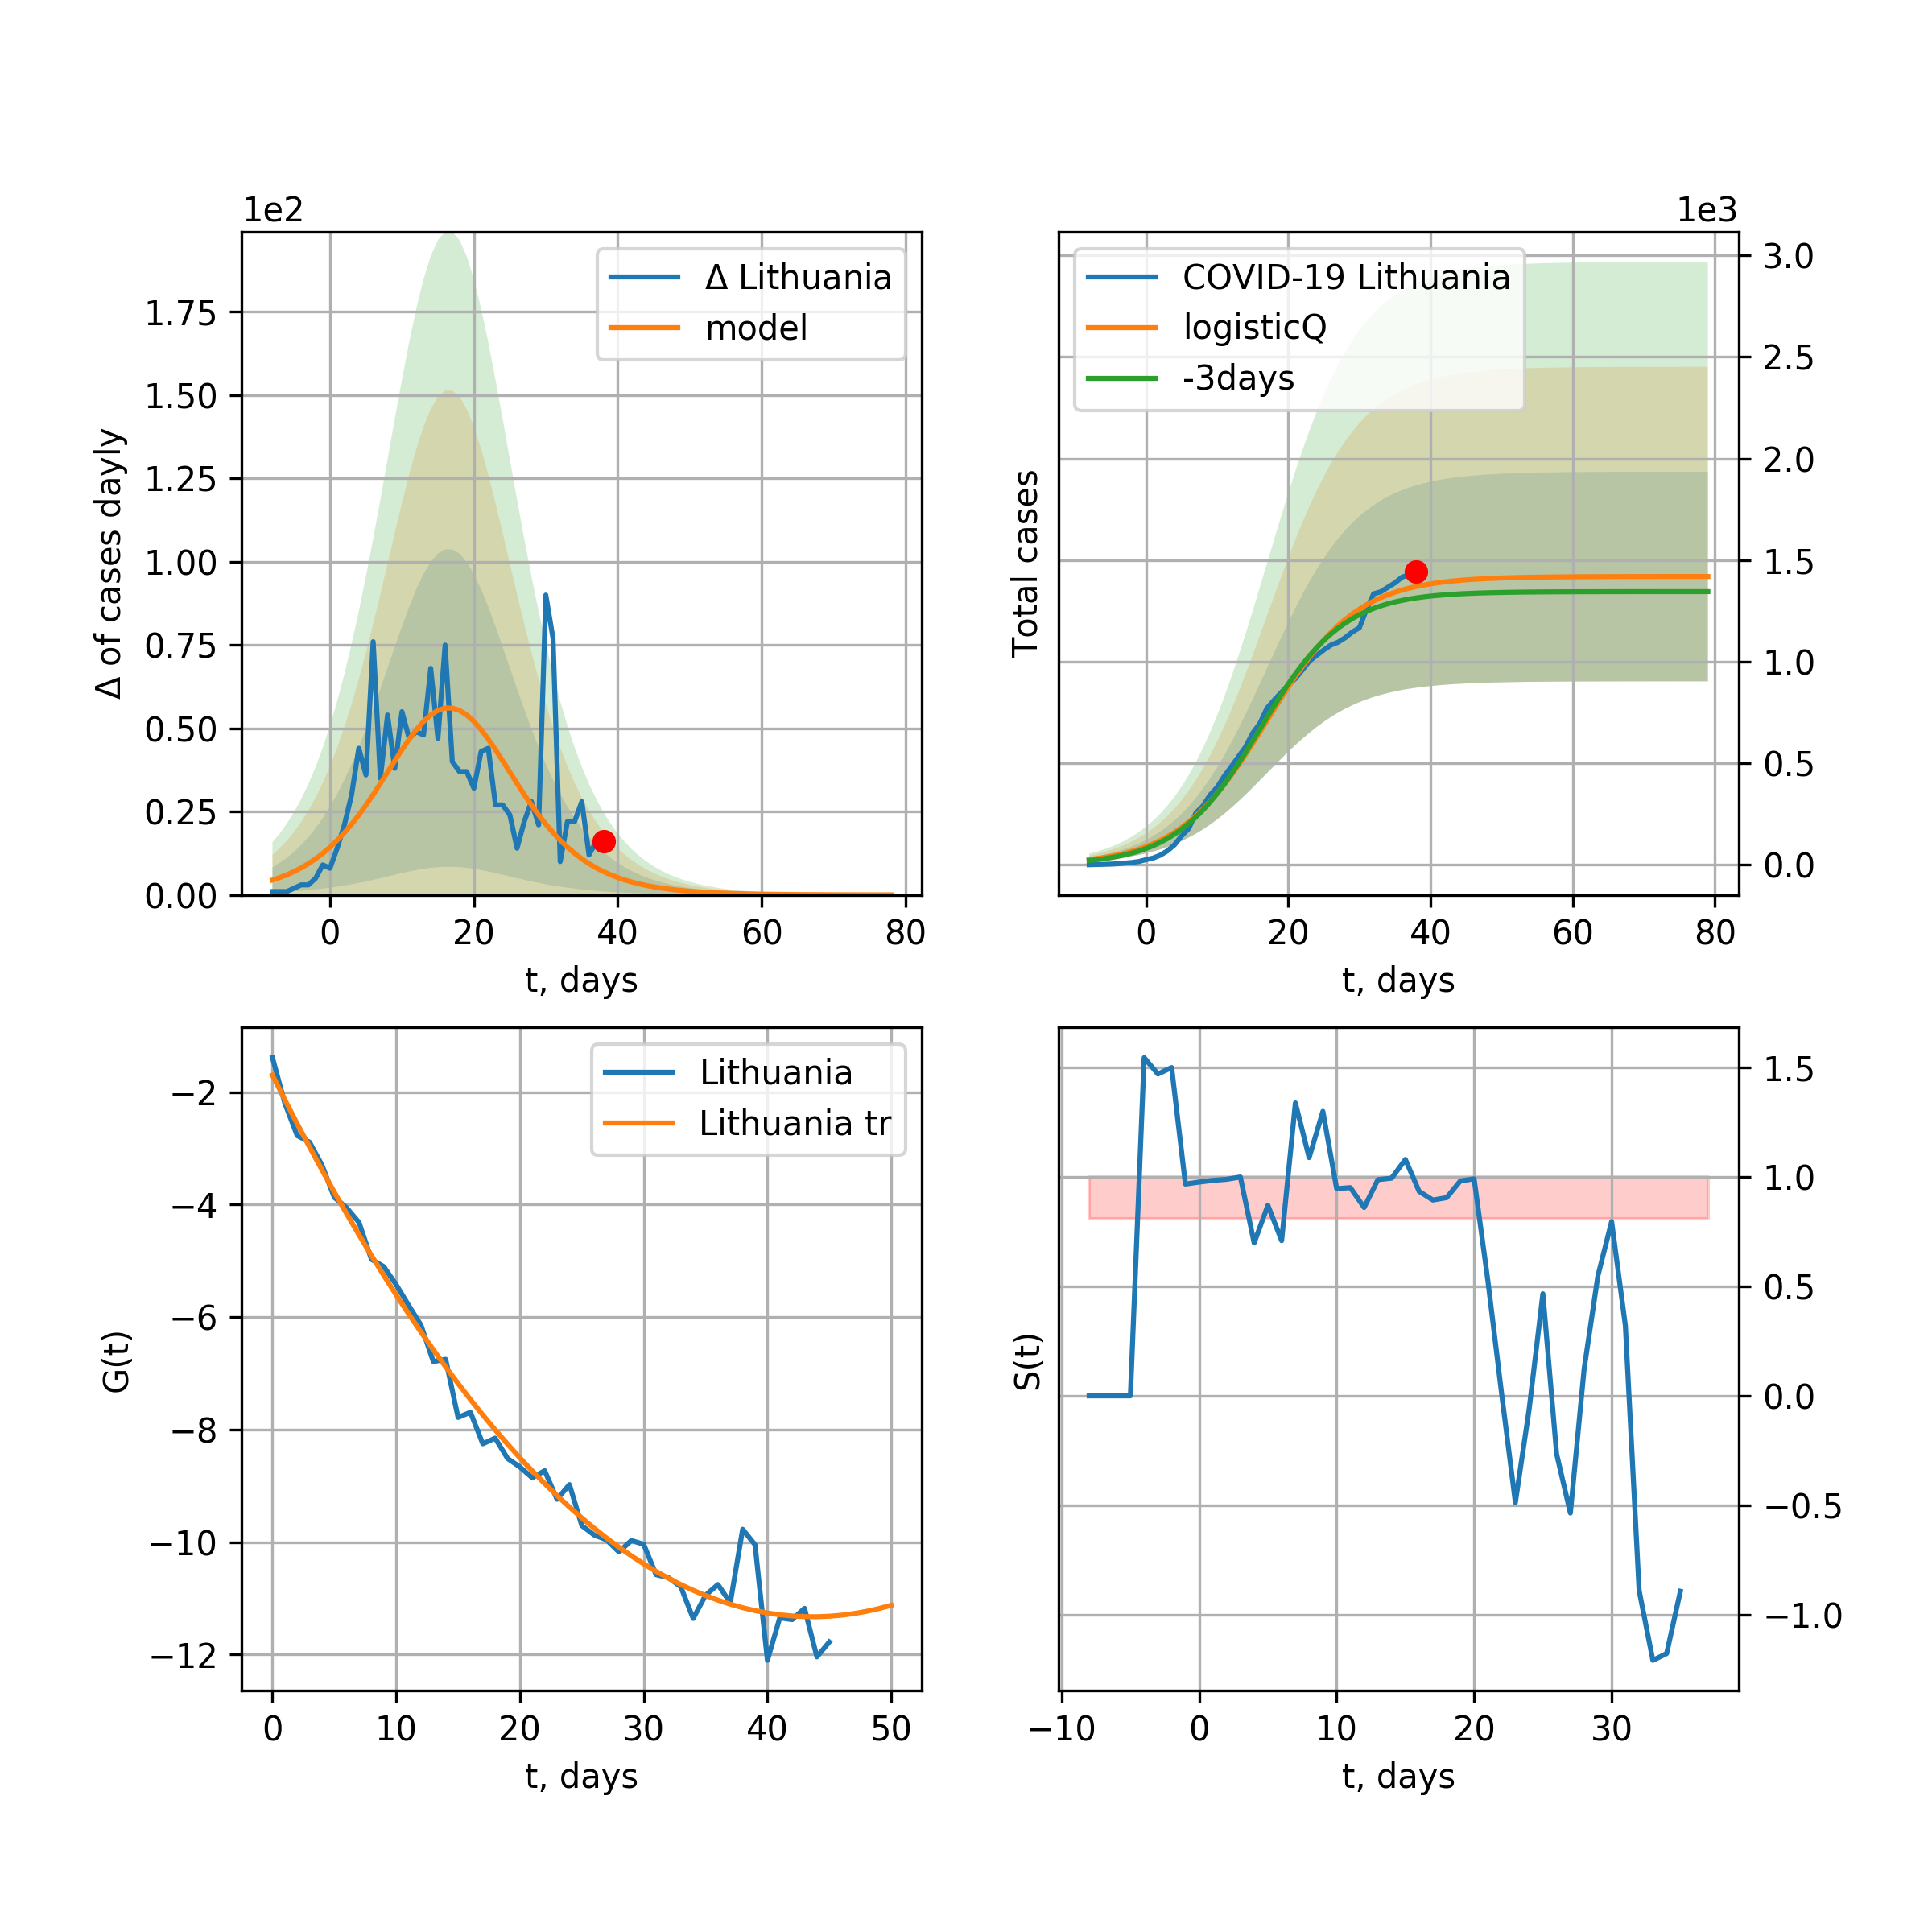 1e2
Δ Lithuania
model
1.75
1.50
1.25
1.00
0.75
0.50
0.25
0.00
Δ of cases dayly
0 20 40 60 80
t, days
1e3
COVID-19 Lithuania
logisticQ
-3days
3.0
2.5
2.0
1.5
1.0
0.5
0.0
Total cases
0 20 40 60 80
t, days
Lithuania
Lithuania tr
−2
−4
−6
−8
−10
−12
G(t)
0 10 20 30 40 50
t, days
1.5
1.0
0.5
0.0
−0.5
−1.0
S(t)
−10 0 10 20 30
t, days